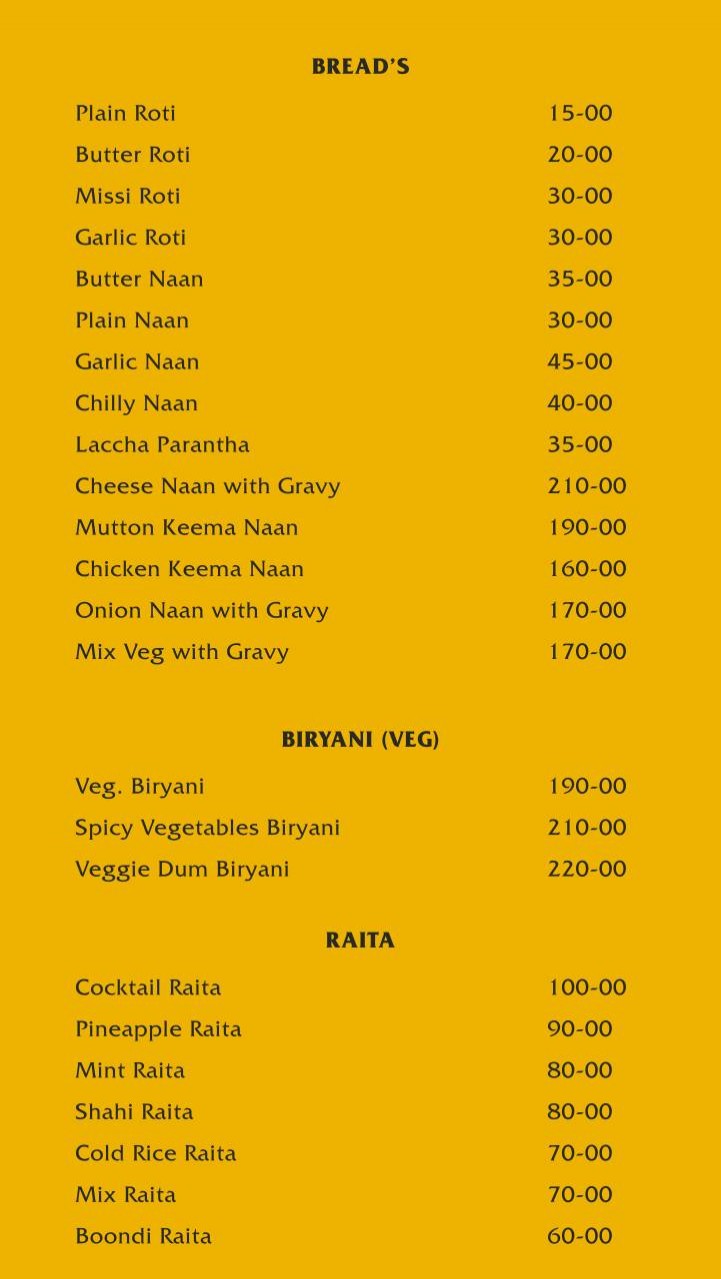 BREAD'S
Plain Roti 15-00
Butter Roti 20-00
Missi Roti 30-00
Garlic Roti 30-00
Butter Naan 35-00
Plain Naan 30-00
Garlic Naan 45-00
Chilly Naan 40-00
Laccha Parantha 35-00
Cheese Naan with Gravy 210-00
Mutton Keema Naan 190-00
Chicken Keema Naan 160-00
Onion Naan with Gravy 170-00
Mix Veg with Gravy 170-00
BIRYANI (VEG)
Veg. Biryani 190-00
Spicy Vegetables Biryani 210-00
Veggie Dum Biryani 220-00
RAITA
Cocktail Raita 100-00
Pineapple Raita 90-00
Mint Raita 80-00
Shahi Raita 80-00
Cold Rice Raita 70-00
Mix Raita 70-00
Boondi Raita 60-00